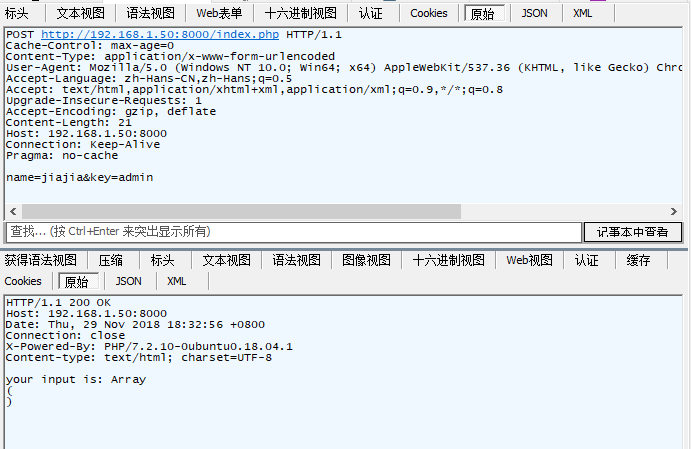 标头 文本视图 语法视图 Web表单 十六进制视图 认证 Cookies 原始 JSON XML
POST http://192.168.1.50:8000/index.php HTTP/1.1
Cache-Control: max-age=0
Content-Type: application/x-www-form-urlencoded
User-Agent: Mozilla/5.0 (Windows NT 10.0; Win64; x64) AppleWebKit/537.36 (KHTML, like Gecko) Chro
Accept-Language: zh-Hans-CN,zh-Hans;q=0.5
Accept: text/html,application/xhtml+xml,application/xml;q=0.9,*/*;q=0.8
Upgrade-Insecure-Requests: 1
Accept-Encoding: gzip, deflate
Content-Length: 21
Host: 192.168.1.50:8000
Connection: Keep-Alive
Pragma: no-cache
name=jiajia&key=admin
查找... (按 Ctrl+Enter 来突出显示所有) 记事本中查看
获得语法视图 压缩 标头 文本视图 语法视图 图像视图 十六进制视图 Web视图 认证 缓存
Cookies 原始 JSON XML
HTTP/1.1 200 OK
Host: 192.168.1.50:8000
Date: Thu, 29 Nov 2018 18:32:56 +0800
Connection: close
X-Powered-By: PHP/7.2.10-0ubuntu0.18.04.1
Content-type: text/html; charset=UTF-8
your input is: Array
(
)